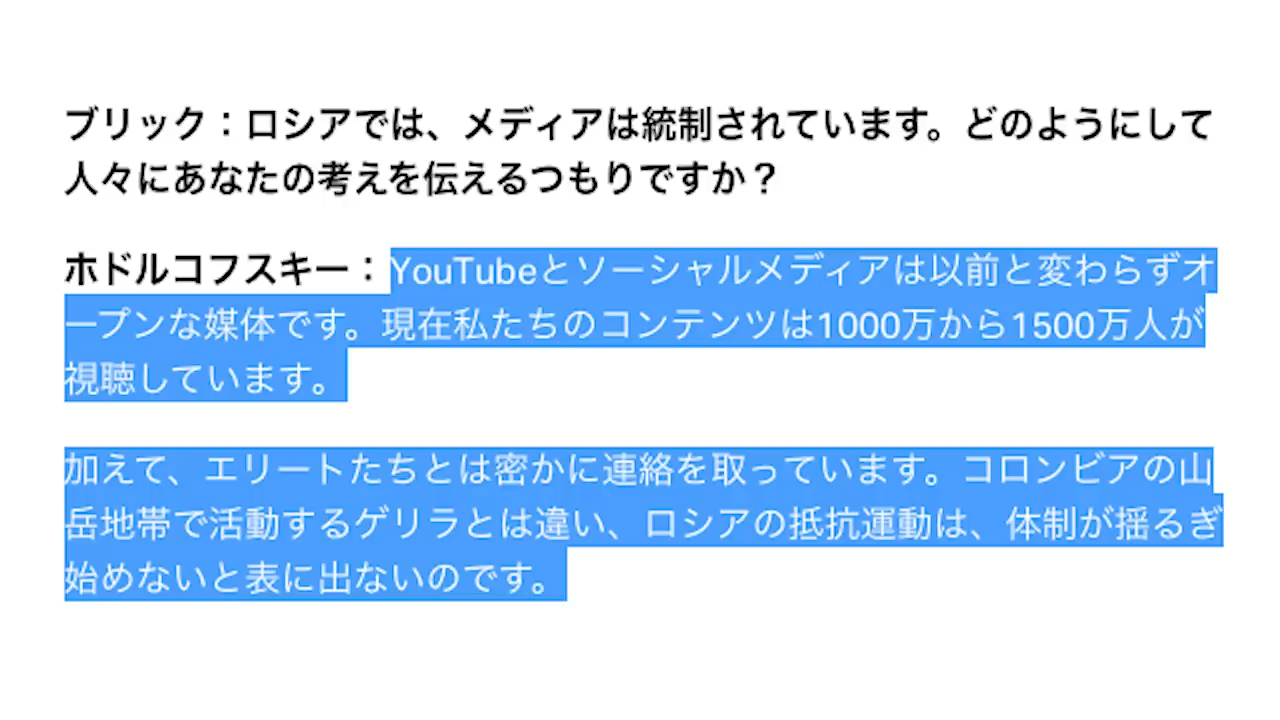 ブリック：ロシアでは、メディアは統制されています。どのようにして
人々にあなたの考えを伝えるつもりですか？
ホドルコフスキー：YouTubeとソーシャルメディアは以前と変わらずオ
ープンな媒体です。現在私たちのコンテンツは1000万から1500万人が
視聴しています。
加えて、エリートたちとは密かに連絡を取っています。コロンビアの山
岳地帯で活動するゲリラとは違い、ロシアの抵抗運動は、体制が揺るぎ
始めないと表に出ないのです。